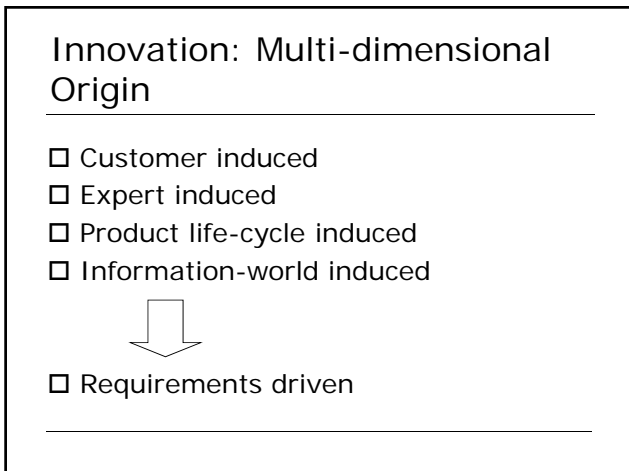 Innovation: Multi-dimensional
Origin
Customer induced
Expert induced
Product life-cycle induced
Information-world induced
Requirements driven